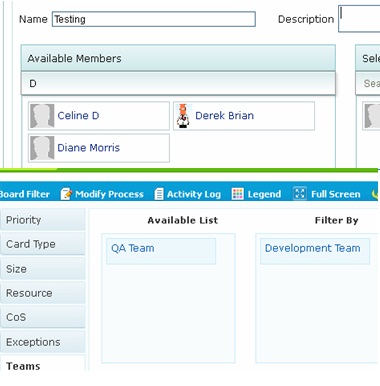 Name Testing Description
Available Members Sele
D Sea
Celine D Derek Brian
Diane Morris
Board Filter Modify Process Activity Log Legend Full Screen
Priority Available List Filter By
Card Type QA Team Development Team
Size
Resource
CoS
Exceptions
Teams